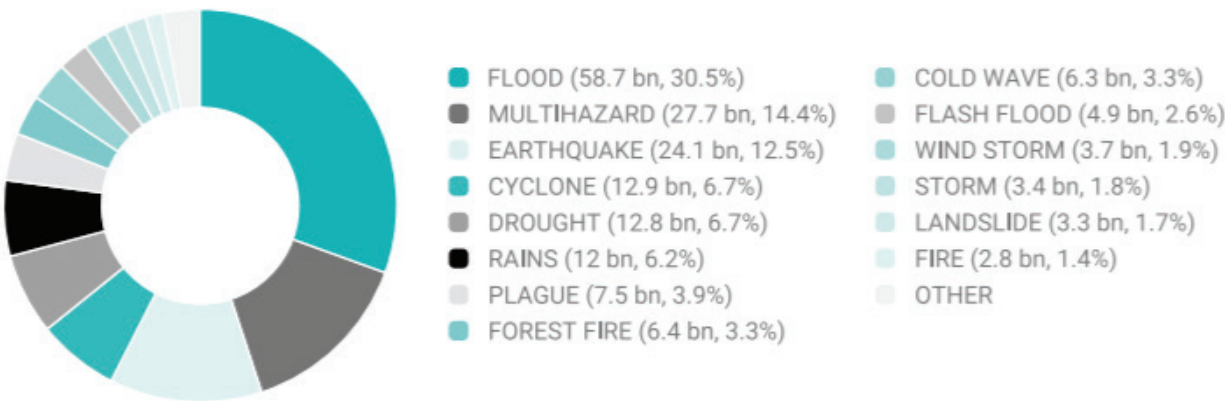 FLOOD (58.7 bn, 30.5%)
MULTIHAZARD (27.7 bn, 14.4%)
EARTHQUAKE (24.1 bn, 12.5%)
CYCLONE (12.9 bn, 6.7%)
DROUGHT (12.8 bn, 6.7%)
RAINS (12 bn, 6.2%)
PLAGUE (7.5 bn, 3.9%)
FOREST FIRE (6.4 bn, 3.3%)
COLD WAVE (6.3 bn, 3.3%)
FLASH FLOOD (4.9 bn, 2.6%)
WIND STORM (3.7 bn, 1.9%)
STORM (3.4 bn, 1.8%)
LANDSLIDE (3.3 bn, 1.7%)
FIRE (2.8 bn, 1.4%)
OTHER